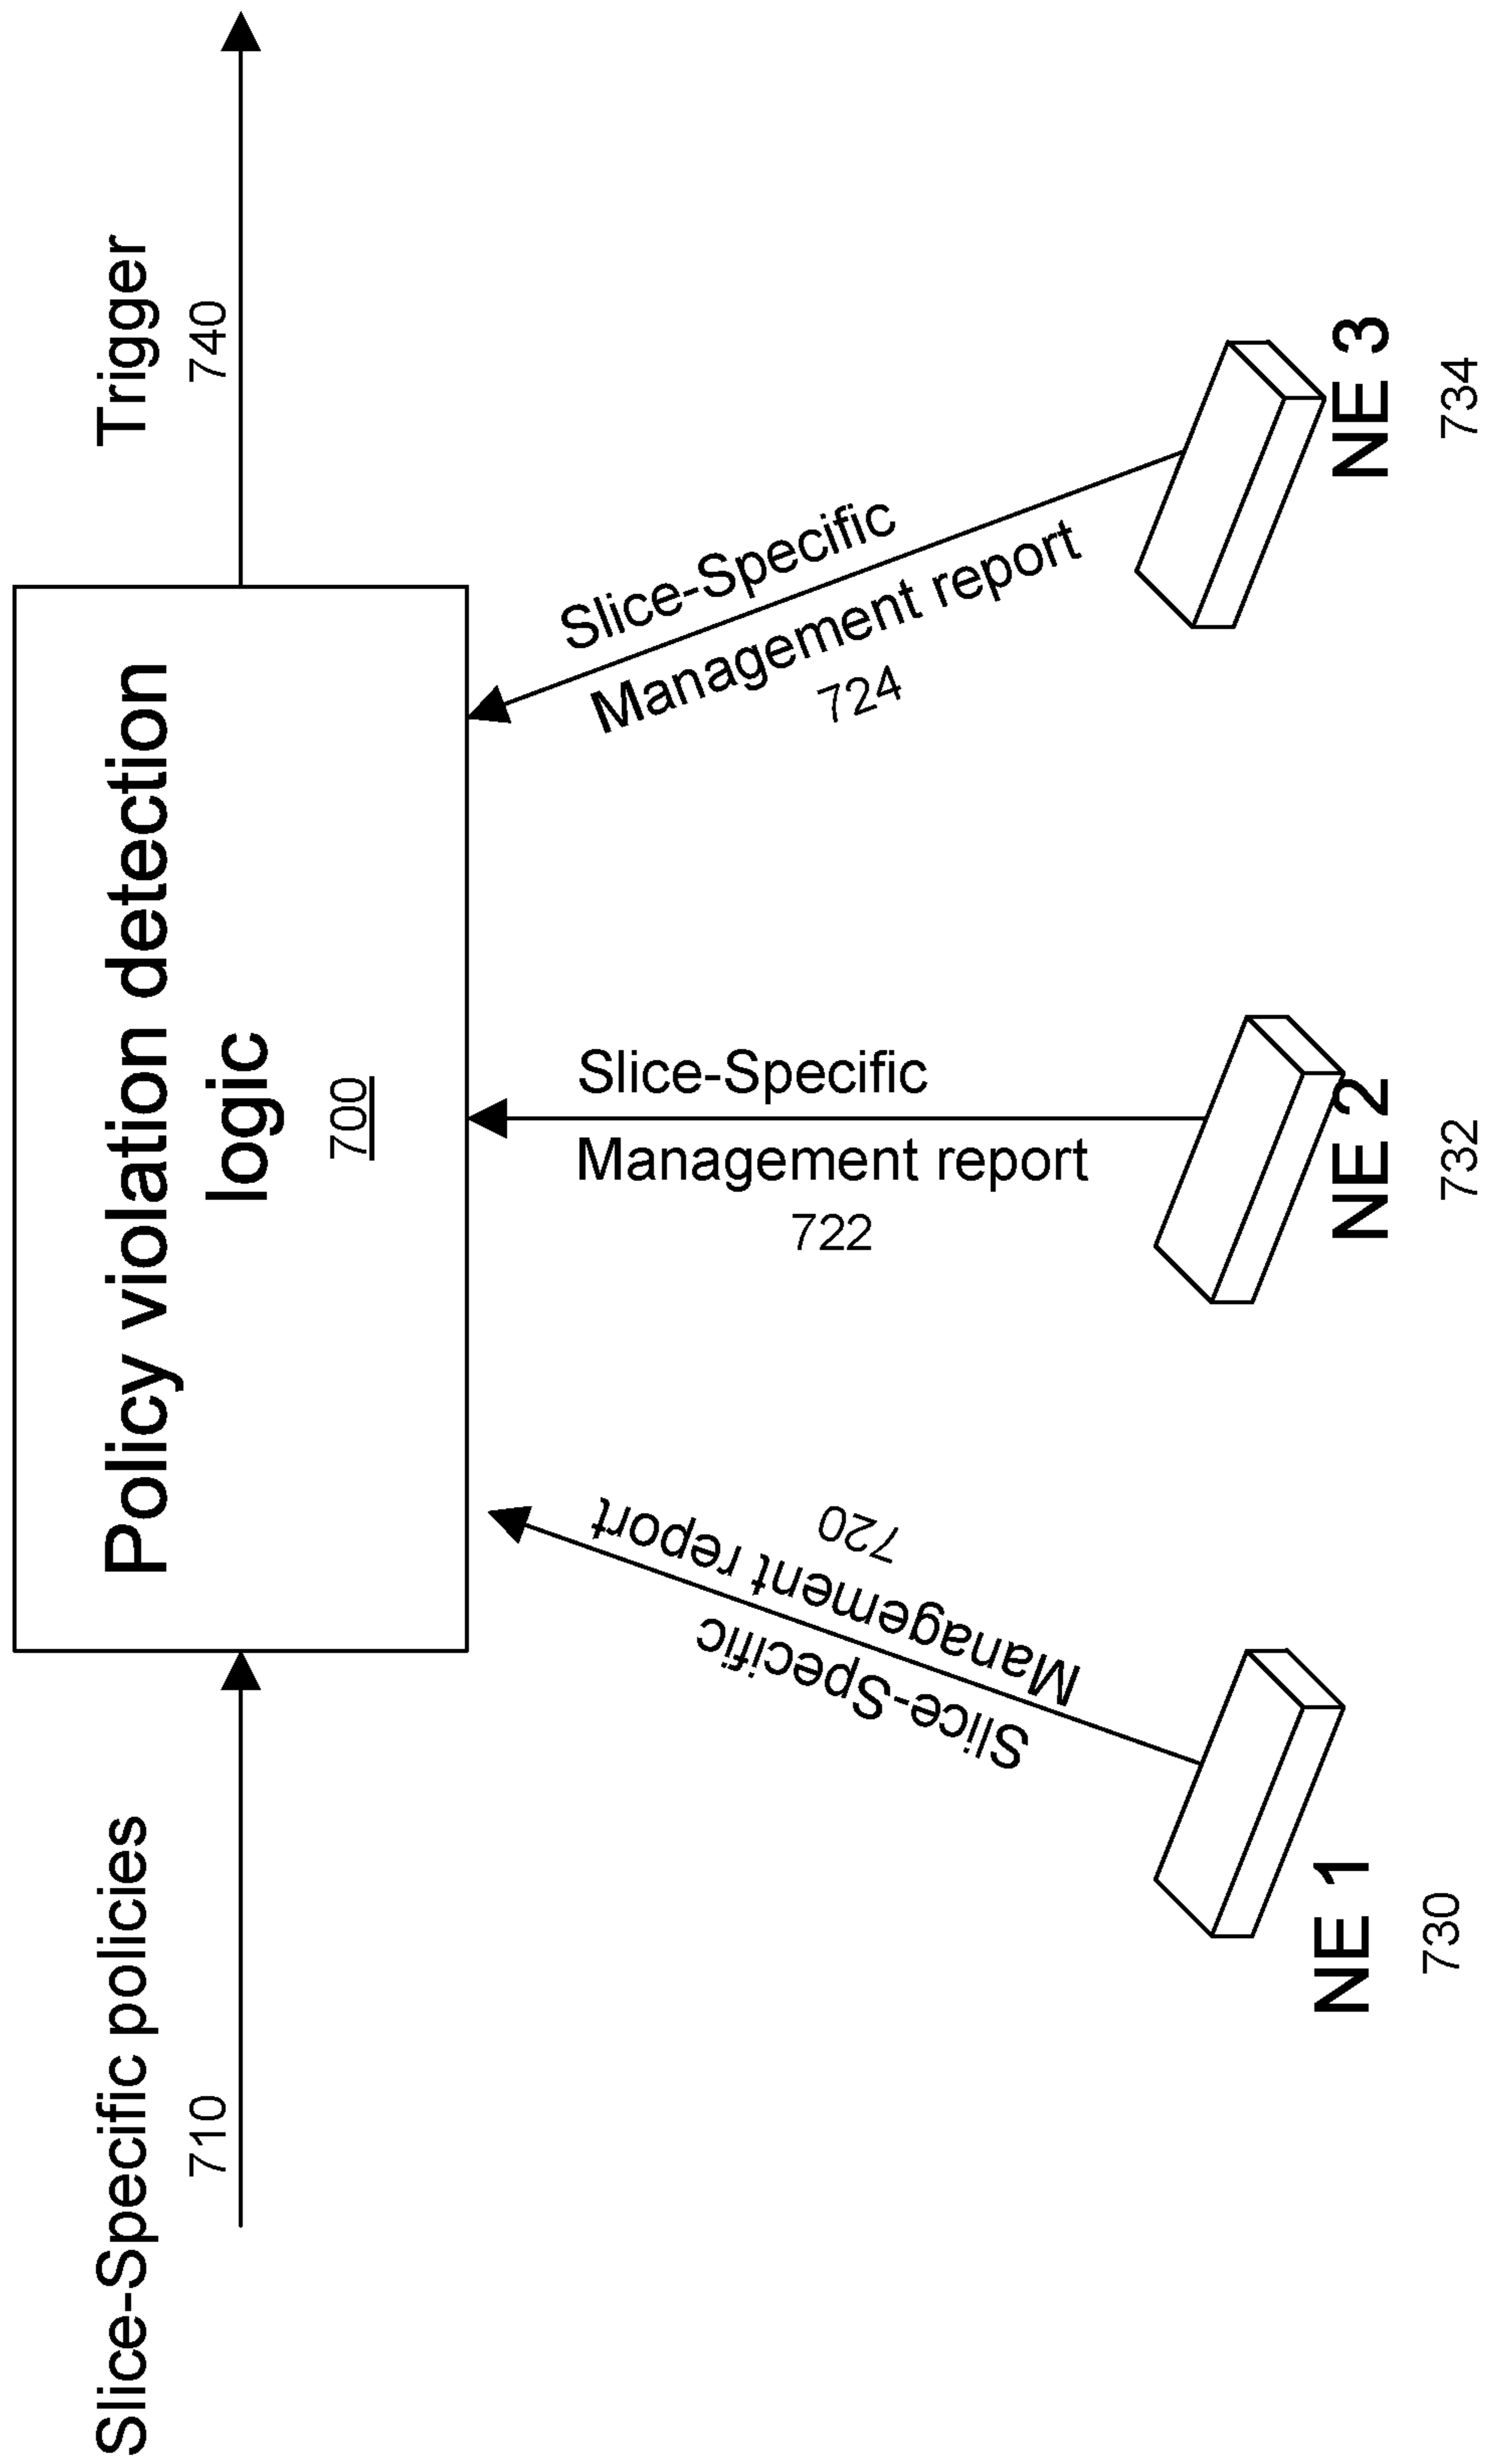 Slice-Specific policies
710
Policy violation detection
logic
700
Trigger
740
Slice-Specific
Management report
720
Slice-Specific
Management report
722
Slice-Specific
Management report
724
NE 1
730
NE 2
732
NE 3
734